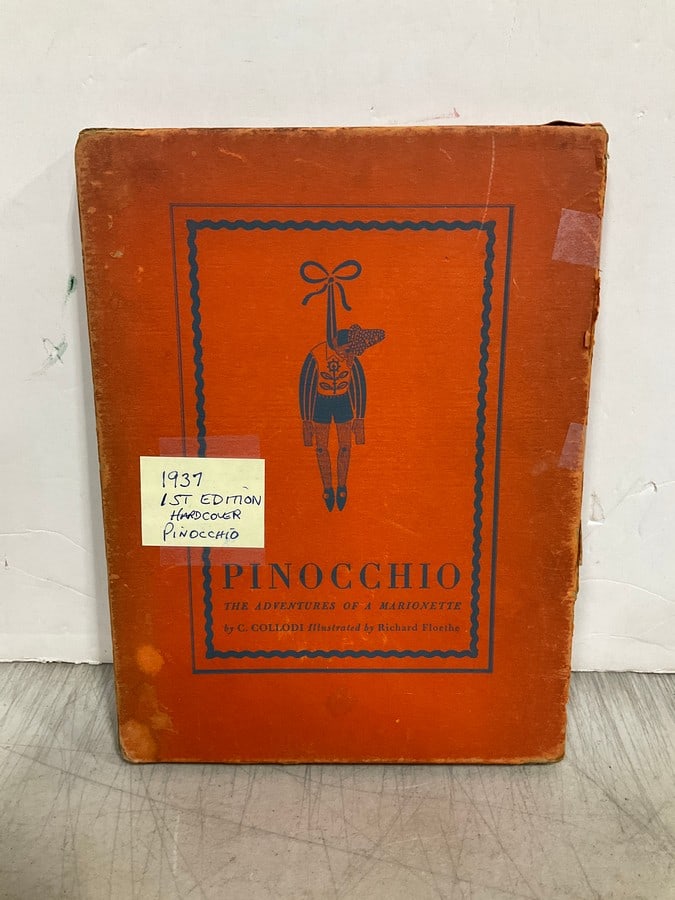 1937
1ST EDITION
HARDCOVER
PINOCCHIO
PINOCCHIO
THE ADVENTURES OF A MARIONETTE
by C. COLLODI Illustrated by Richard Floethe